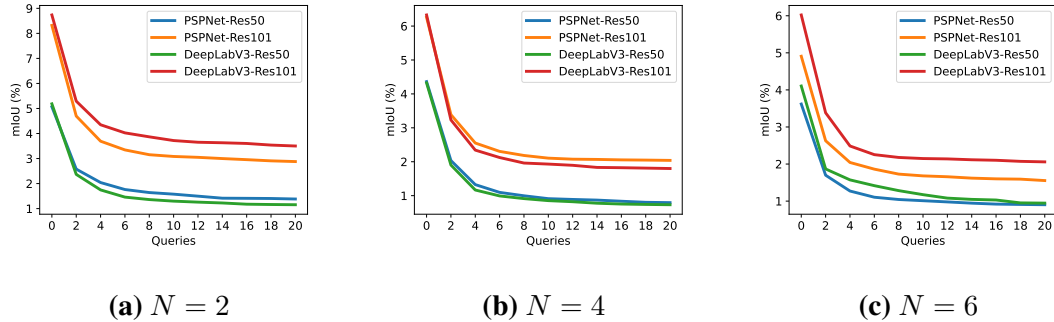 9
8
7
6
5
4
3
2
1
mIoU (%)
0 2 4 6 8 10 12 14 16 18 20
Queries
PSPNet-Res50
PSPNet-Res101
DeepLabV3-Res50
DeepLabV3-Res101
(a) N = 2
6
5
4
3
2
1
mIoU (%)
0 2 4 6 8 10 12 14 16 18 20
Queries
PSPNet-Res50
PSPNet-Res101
DeepLabV3-Res50
DeepLabV3-Res101
(b) N = 4
6
5
4
3
2
1
mIoU (%)
0 2 4 6 8 10 12 14 16 18 20
Queries
PSPNet-Res50
PSPNet-Res101
DeepLabV3-Res50
DeepLabV3-Res101
(c) N = 6